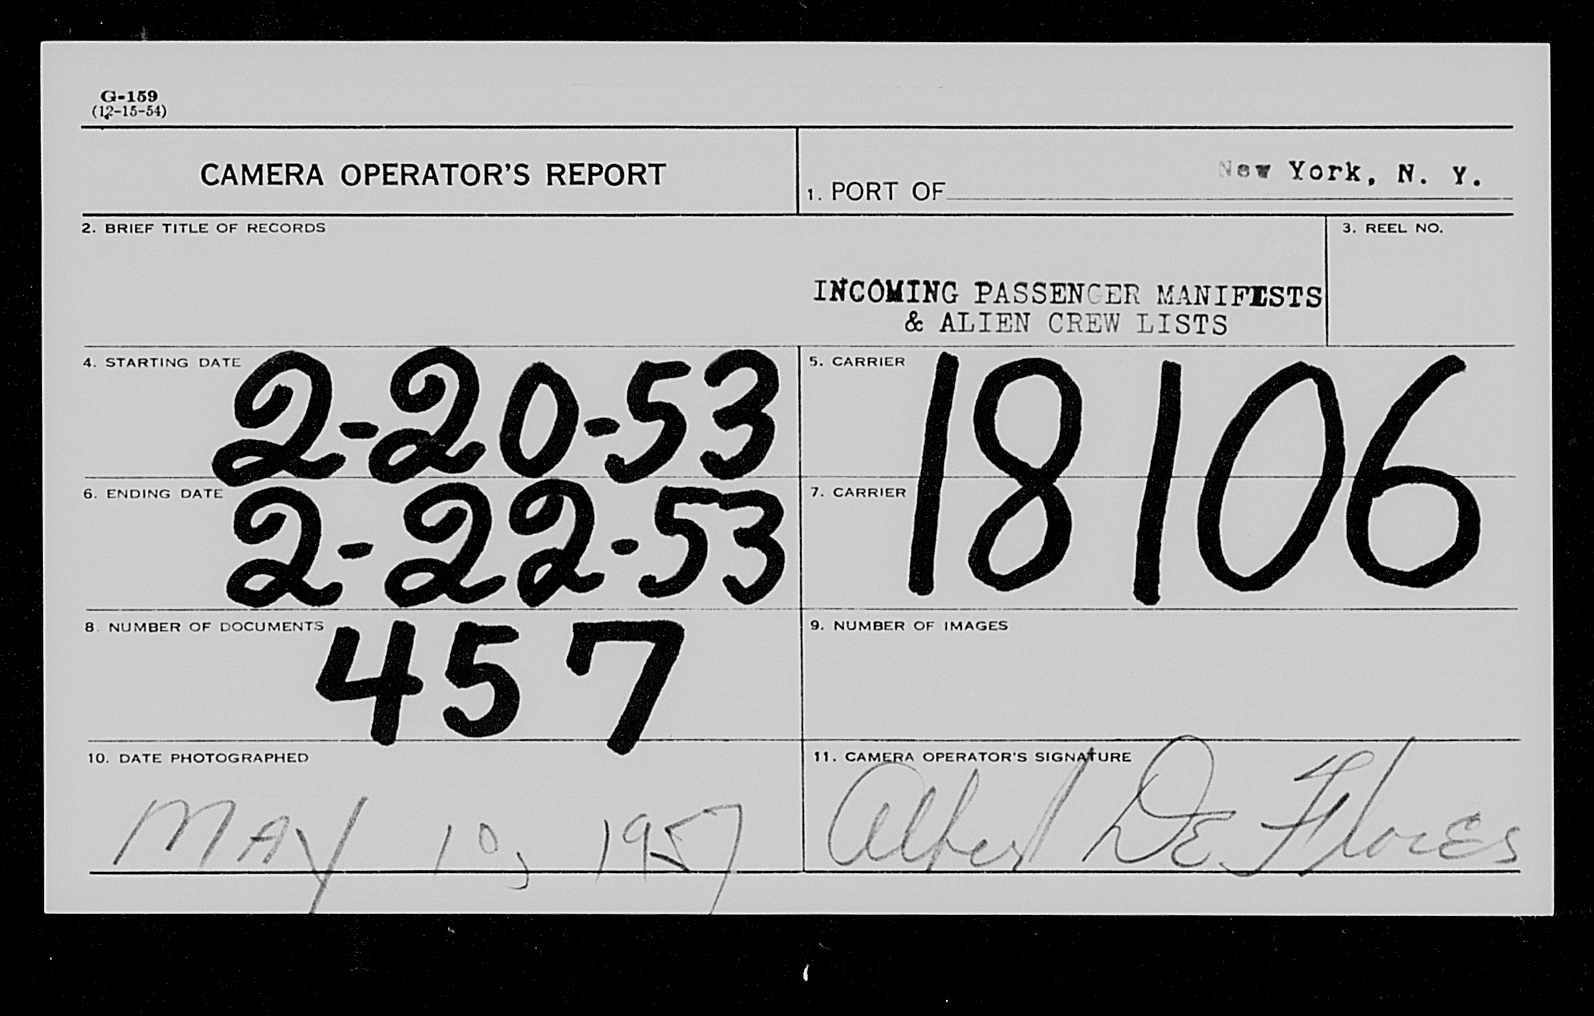 G-159
(12-15-54)
CAMERA OPERATOR'S REPORT
1. PORT OF New York, N. Y.
2. BRIEF TITLE OF RECORDS
INCOMING PASSENGER MANIFESTS
& ALIEN CREW LISTS
3. REEL NO.
4. STARTING DATE 2-20-53
5. CARRIER
18106
6. ENDING DATE 2-22-53
7. CARRIER
8. NUMBER OF DOCUMENTS 457
9. NUMBER OF IMAGES
10. DATE PHOTOGRAPHED
MAY 10, 1957
11. CAMERA OPERATOR'S SIGNATURE
Albert De Flores